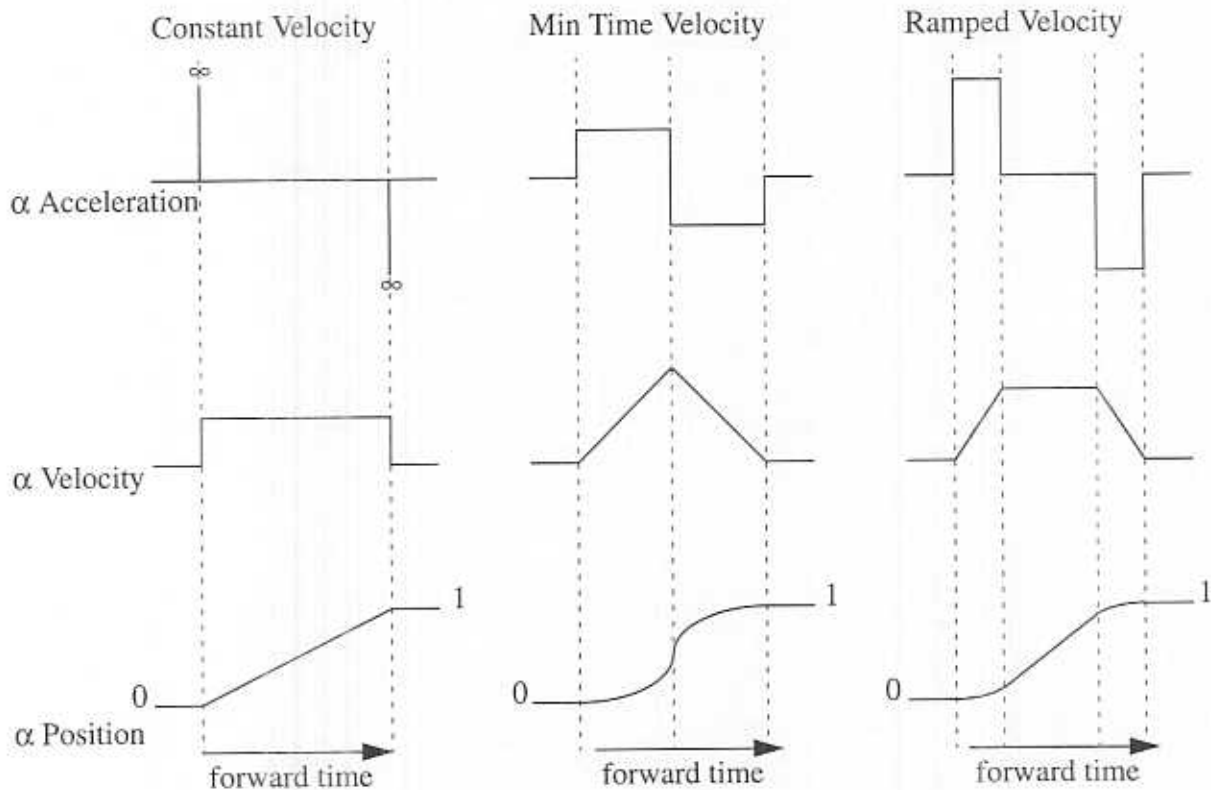 Constant Velocity
Min Time Velocity
Ramped Velocity
∞
α Acceleration
∞
α Velocity
1
1
1
0
0
0
α Position
forward time
forward time
forward time